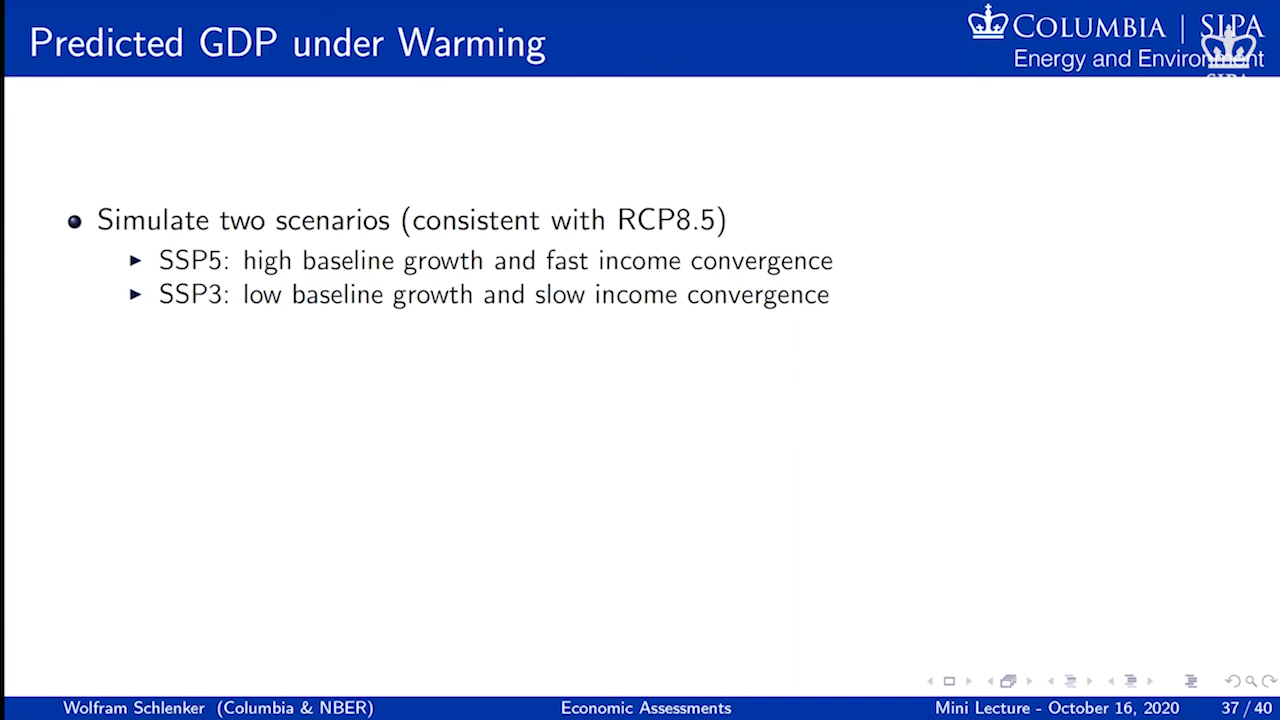 Predicted GDP under Warming
COLUMBIA | SIPA
Energy and Environment
SIPA
Simulate two scenarios (consistent with RCP8.5)
SSP5: high baseline growth and fast income convergence
SSP3: low baseline growth and slow income convergence
Wolfram Schlenker (Columbia & NBER)
Economic Assessments
Mini Lecture - October 16, 2020
37 / 40